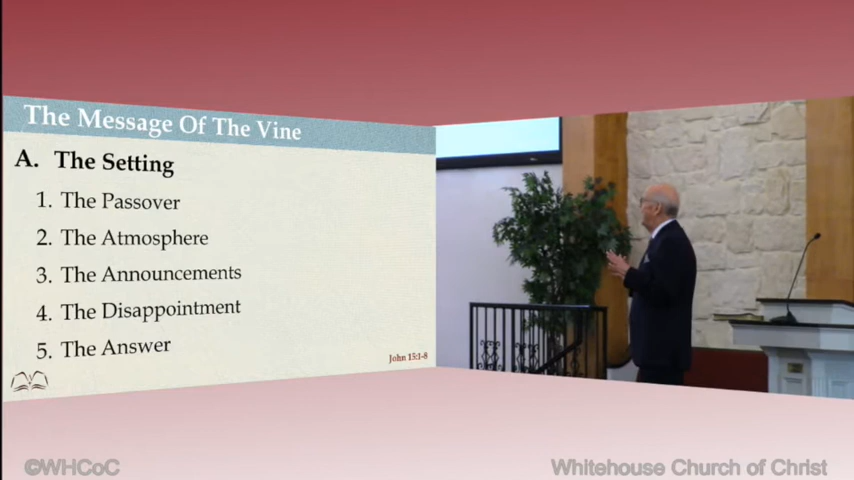 The Message Of The Vine
A. The Setting
1. The Passover
2. The Atmosphere
3. The Announcements
4. The Disappointment
5. The Answer
John 15:1-8
©WHCoC
Whitehouse Church of Christ